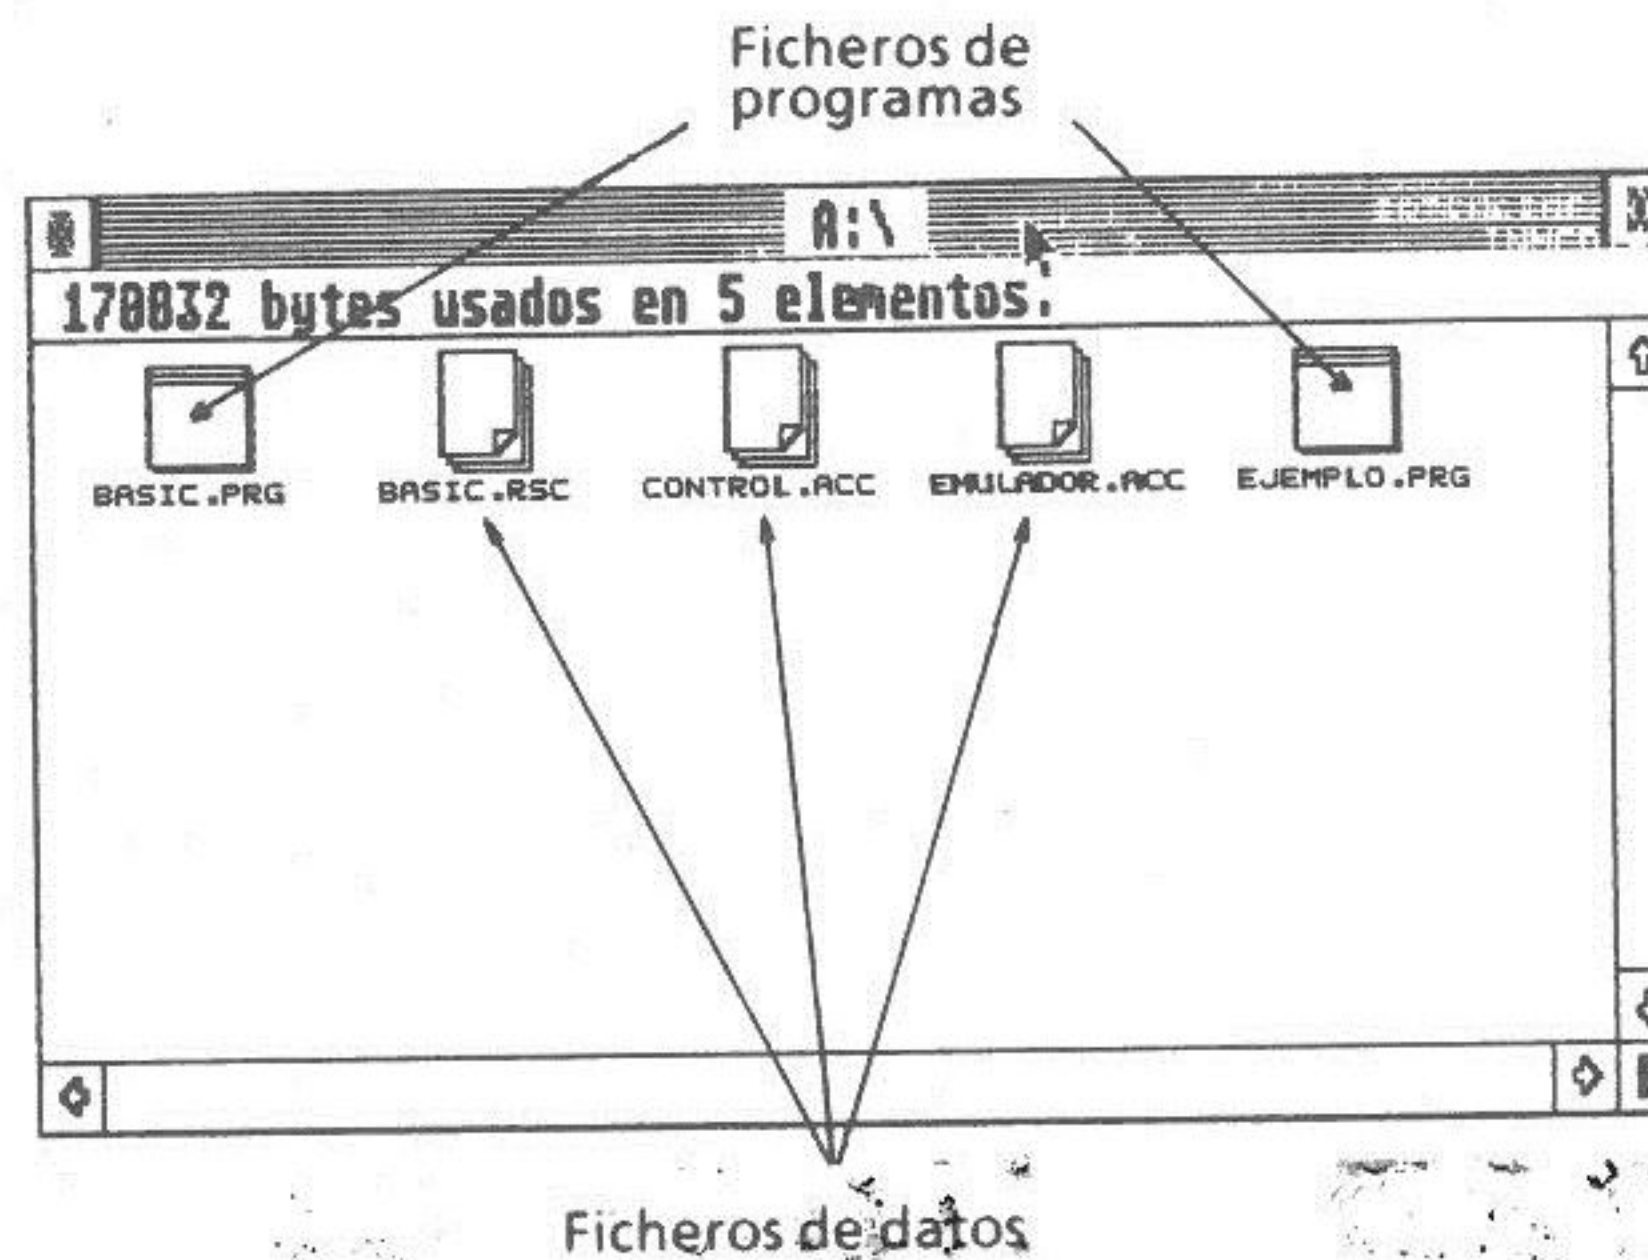 Ficheros de
programas
A:\
170032 bytes usados en 5 elementos.
BASIC.PRG BASIC.RSC CONTROL.ACC EMULADOR.ACC EJEMPLO.PRG
Ficheros de datos